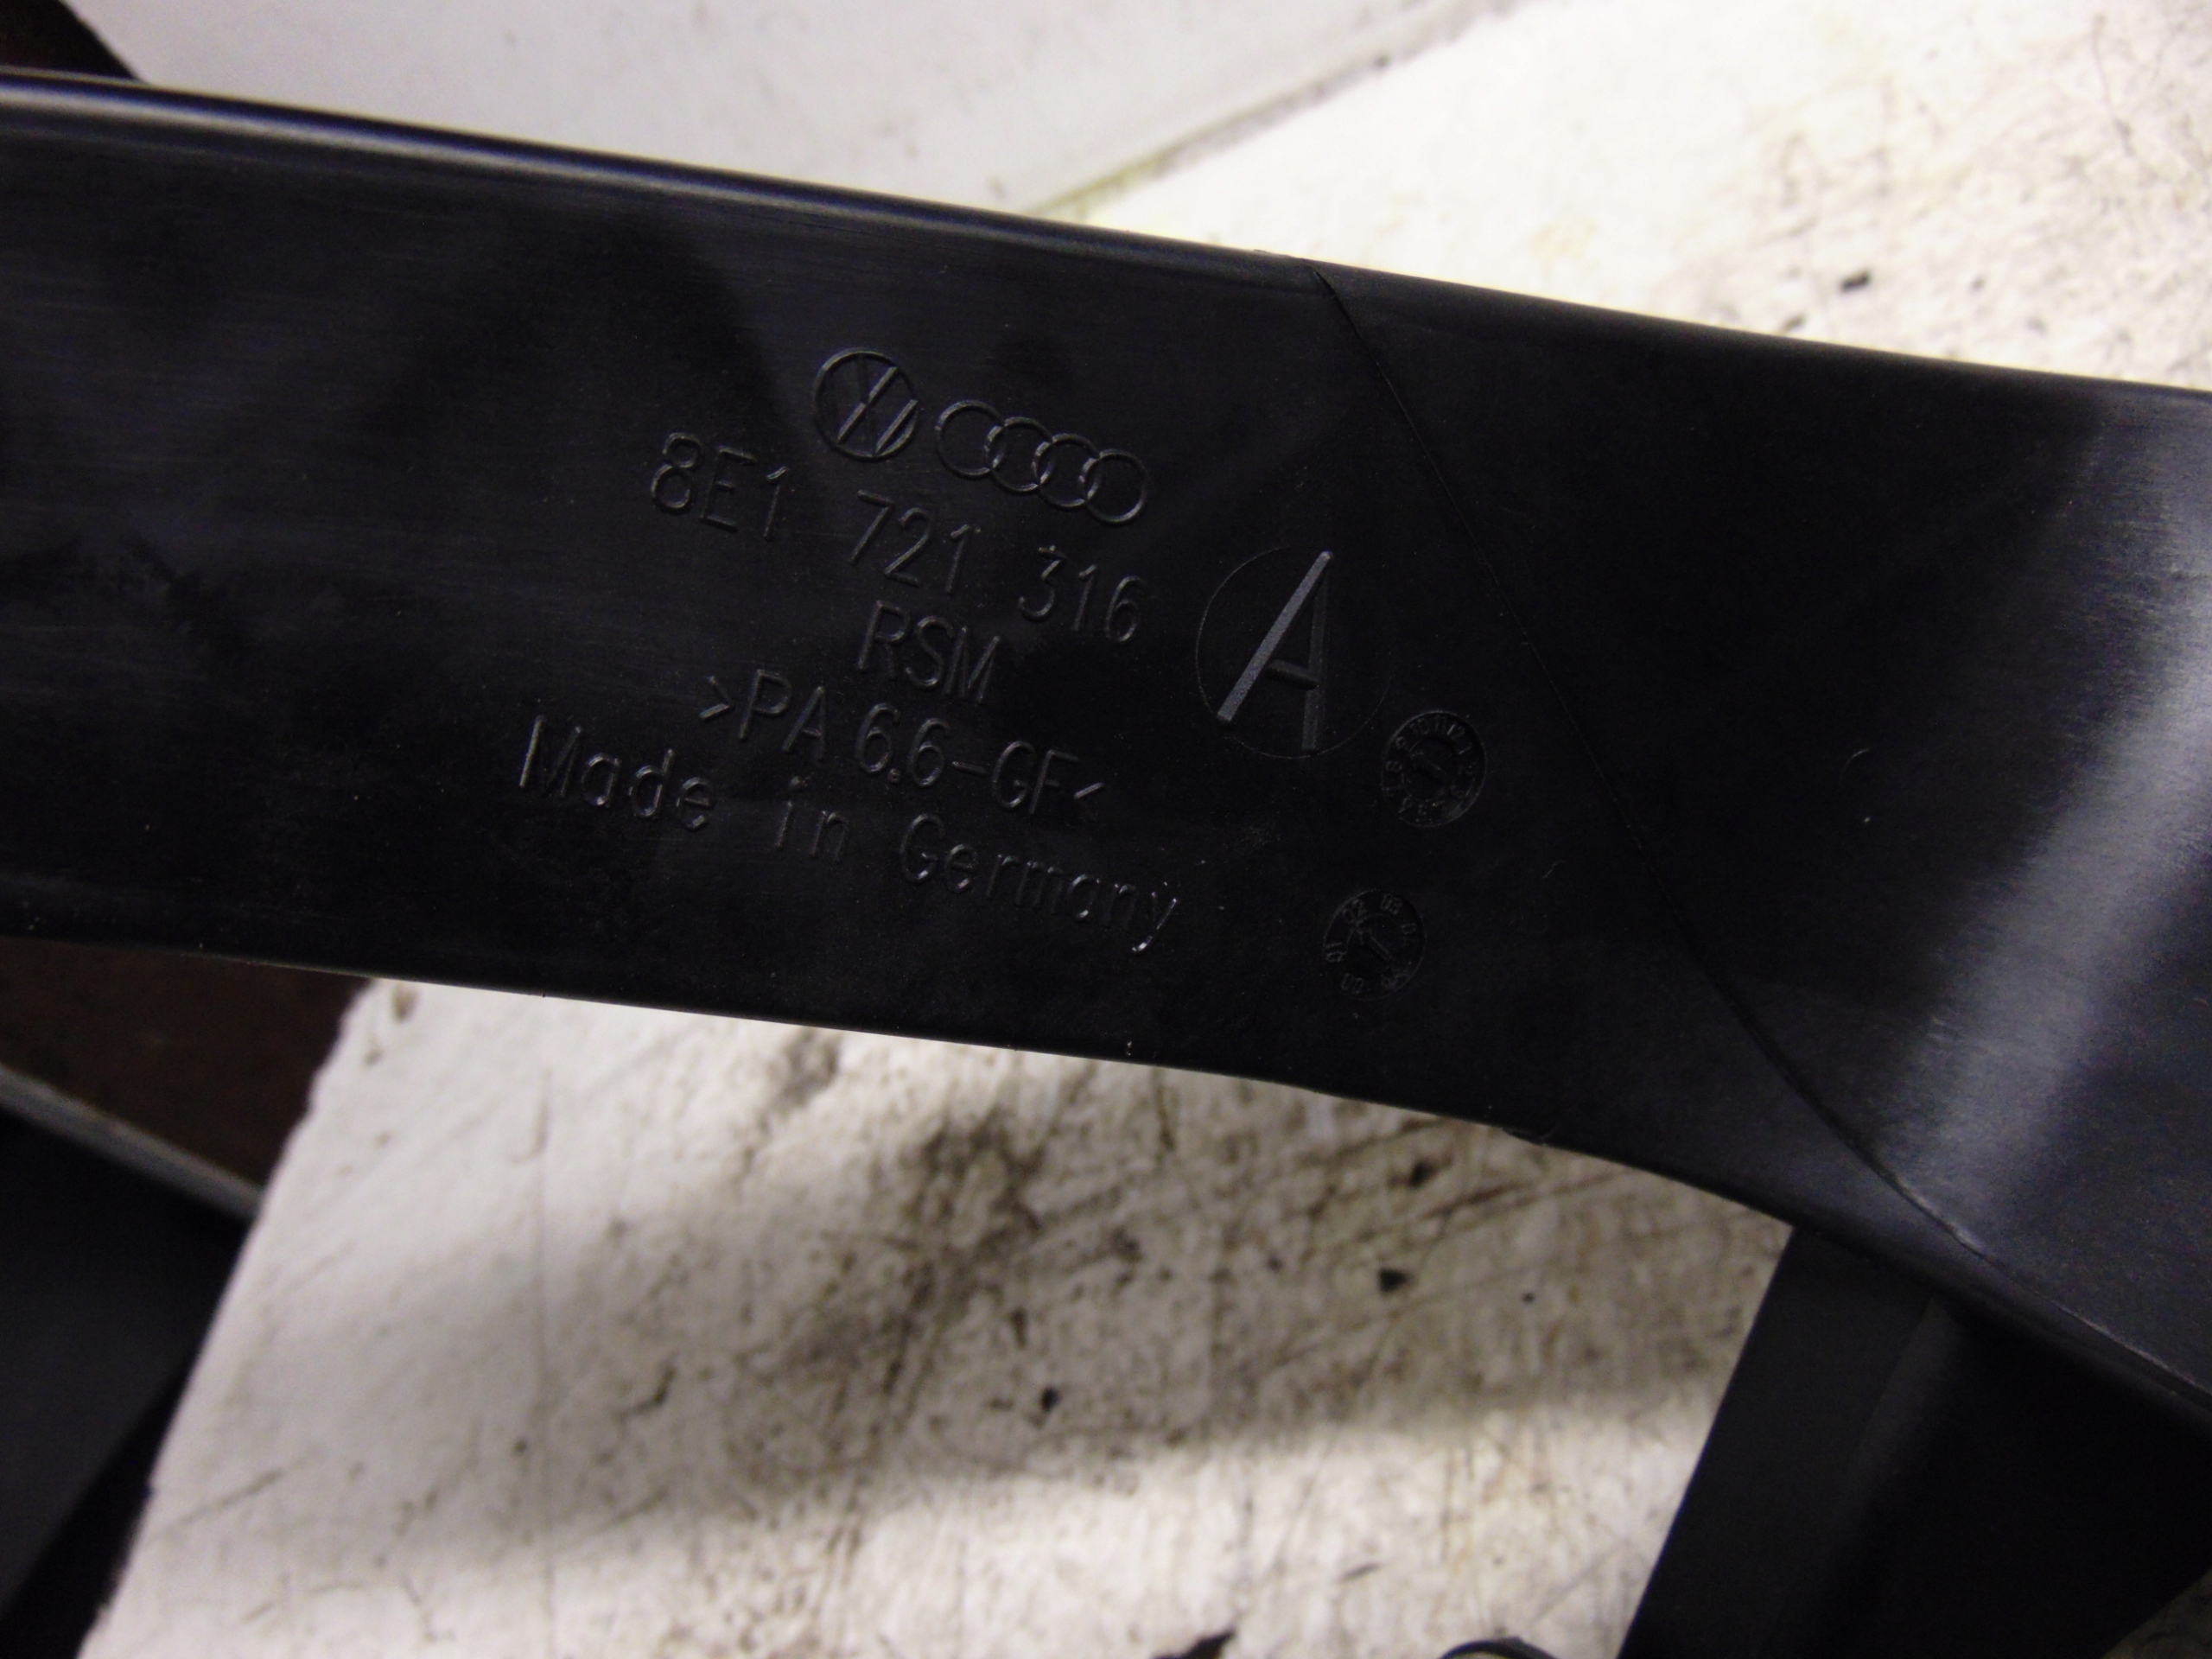 8E1 721 316 A
RSM
>PA 6.6-GF<
Made in Germany